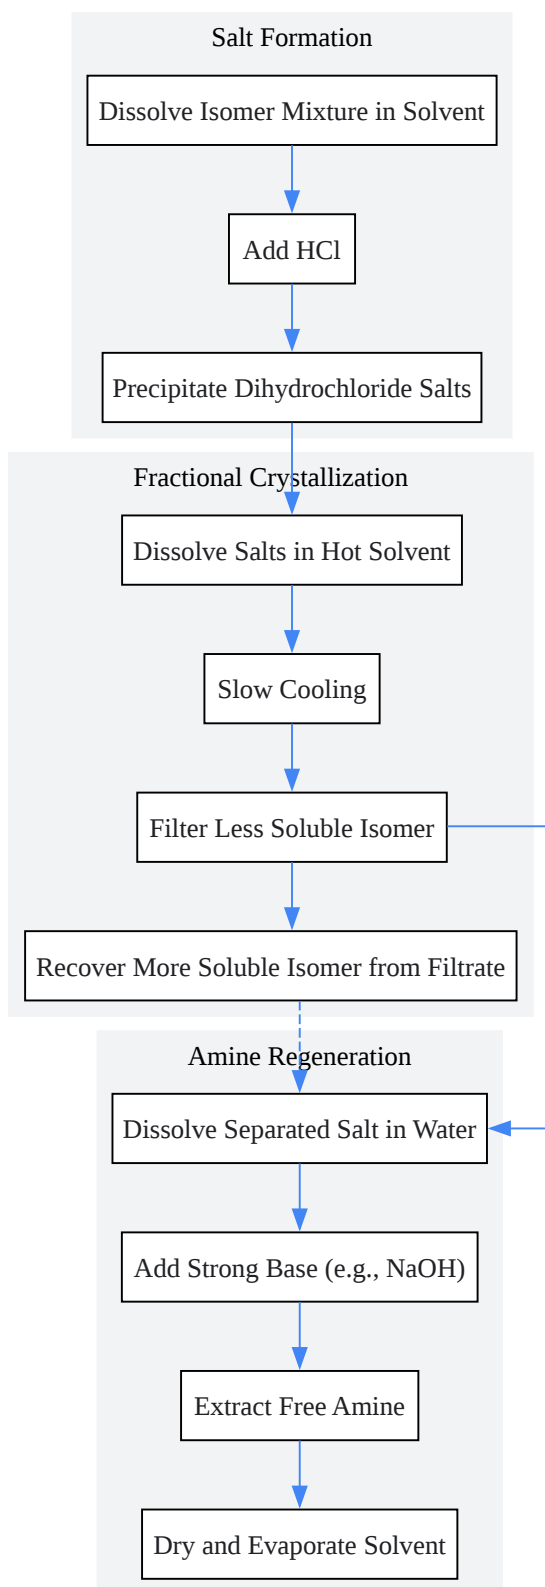 Salt Formation
Dissolve Isomer Mixture in Solvent
Add HCl
Precipitate Dihydrochloride Salts
Fractional Crystallization
Dissolve Salts in Hot Solvent
Slow Cooling
Filter Less Soluble Isomer
Recover More Soluble Isomer from Filtrate
Amine Regeneration
Dissolve Separated Salt in Water
Add Strong Base (e.g., NaOH)
Extract Free Amine
Dry and Evaporate Solvent